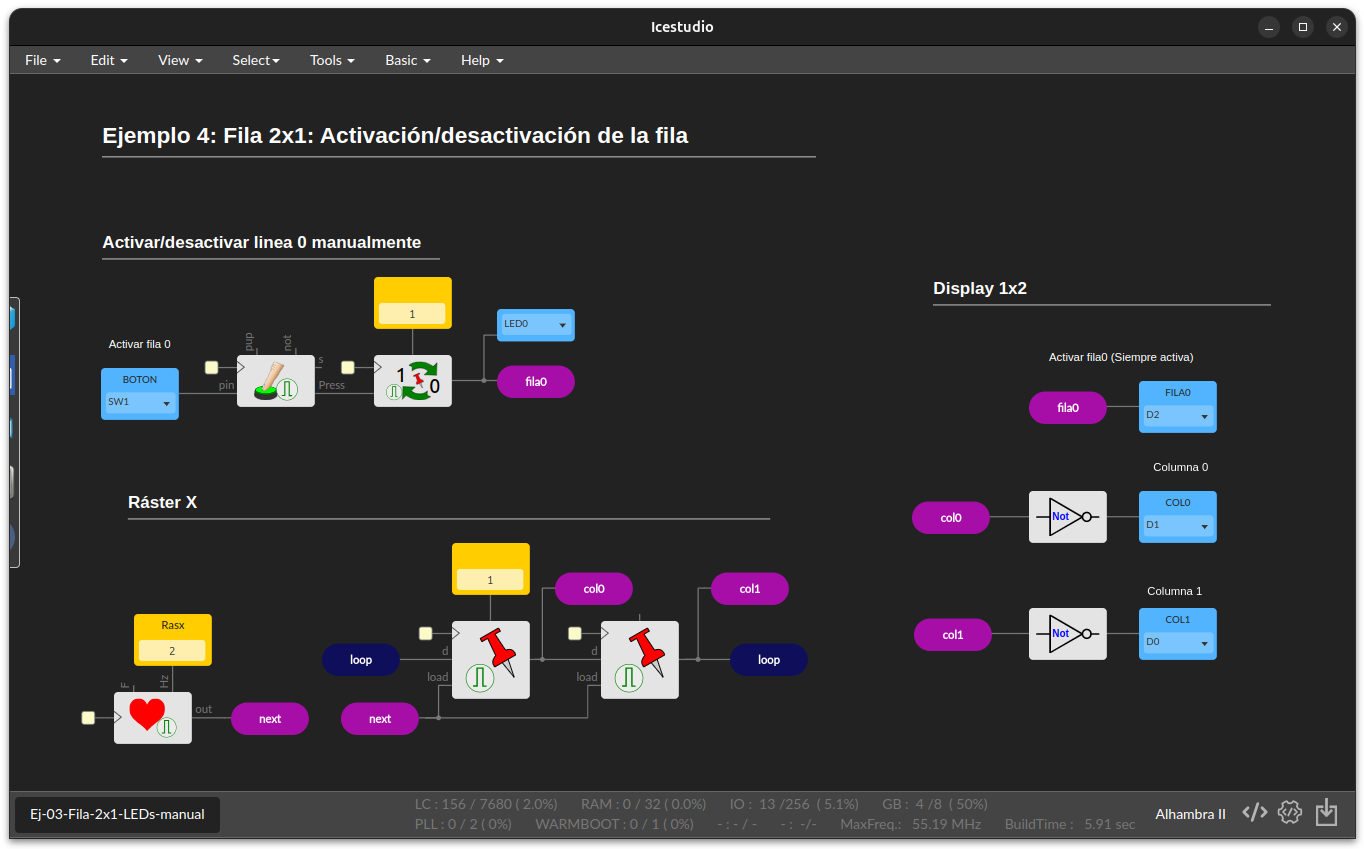 Icestudio
File Edit View Select Tools Basic Help
Ejemplo 4: Fila 2x1: Activación/desactivación de la fila
Activar/desactivar linea 0 manualmente
1
LED0
Activar fila 0
BOTON
SW1
pin
pup
not
s
Press
1
0
fila0
Display 1x2
Activar fila0 (Siempre activa)
fila0
FILA0
D2
Columna 0
col0
Not
COL0
D1
Columna 1
col1
Not
COL1
D0
Ráster X
1
col0
col1
Rasx
2
F
Hz
out
next
loop
d
load
d
load
loop
next
Ej-03-Fila-2x1-LEDs-manual
LC : 156 / 7680 ( 2.0%) RAM : 0 / 32 ( 0.0%) IO : 13 /256 ( 5.1%) GB : 4 /8 ( 50%)
PLL : 0 / 2 ( 0%) WARMBOOT : 0 / 1 ( 0%) - : - / - - : -/- MaxFreq.: 55.19 MHz BuildTime : 5.91 sec
Alhambra II